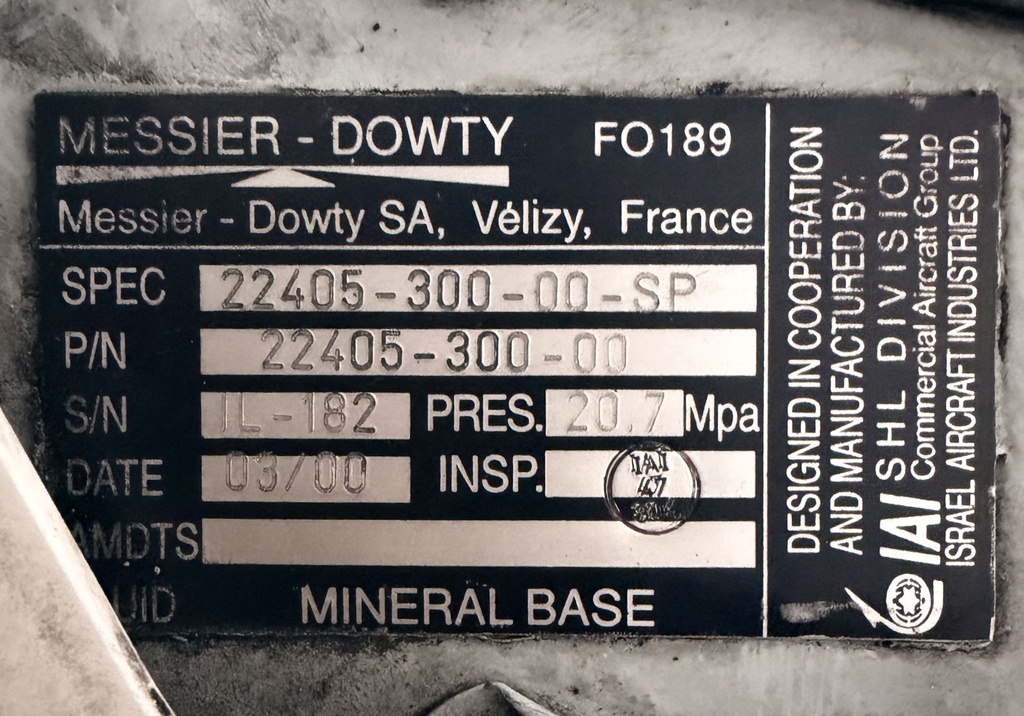 MESSIER - DOWTY FO189
Messier - Dowty SA, Vélizy, France
SPEC 22405-300-00-SP
P/N 22405-300-00
S/N IL-182 PRES. 20.7 Mpa
DATE 03/00 INSP. IAI 47
AMDTS
MINERAL BASE
DESIGNED IN COOPERATION
AND MANUFACTURED BY:
IAI SHL DIVISION
Commercial Aircraft Group
ISRAEL AIRCRAFT INDUSTRIES LTD.